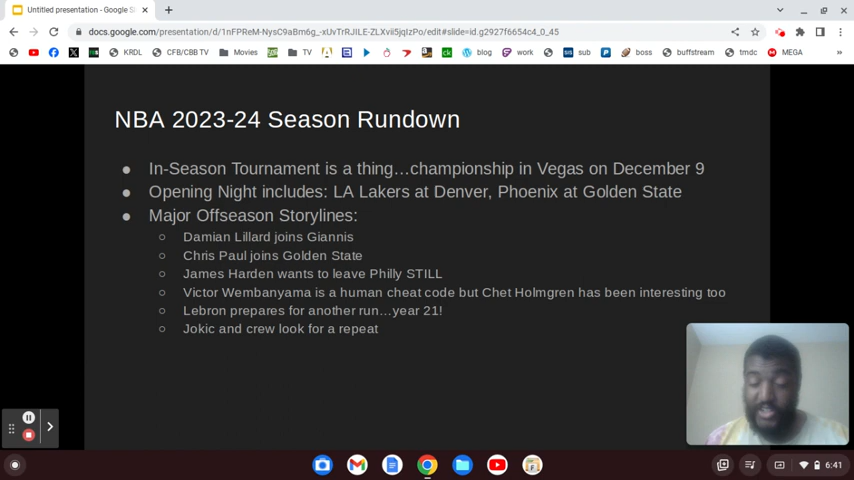 Untitled presentation - Google S
docs.google.com/presentation/d/1nFPReM-NysC9aBm6g_-xUvTrRJILE-ZLXvii5jqIzPo/edit#slide=id.g2927f6654c4_0_45
KRDL CFB/CBB TV Movies TV blog work sub boss buffstream tmdc MEGA
NBA 2023-24 Season Rundown
● In-Season Tournament is a thing…championship in Vegas on December 9
● Opening Night includes: LA Lakers at Denver, Phoenix at Golden State
● Major Offseason Storylines:
○ Damian Lillard joins Giannis
○ Chris Paul joins Golden State
○ James Harden wants to leave Philly STILL
○ Victor Wembanyama is a human cheat code but Chet Holmgren has been interesting too
○ Lebron prepares for another run…year 21!
○ Jokic and crew look for a repeat
6:41